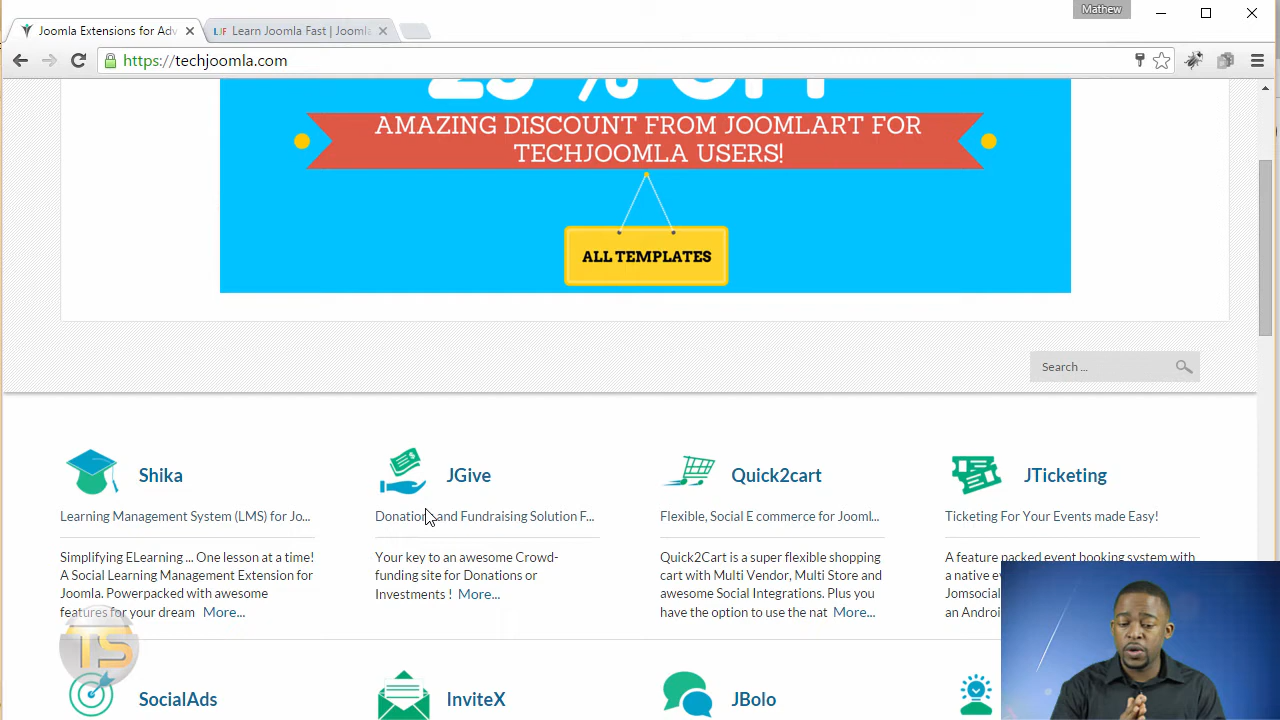 Mathew
Joomla Extensions for Adv
LJF Learn Joomla Fast | Joomla
https://techjoomla.com
25 % OFF
AMAZING DISCOUNT FROM JOOMLART FOR
TECHJOOMLA USERS!
ALL TEMPLATES
Search ...
Shika
JGive
Quick2cart
JTicketing
Learning Management System (LMS) for Jo...
Donation and Fundraising Solution F...
Flexible, Social E commerce for Jooml...
Ticketing For Your Events made Easy!
Simplifying ELearning ... One lesson at a time!
A Social Learning Management Extension for
Joomla. Powerpacked with awesome
features for your dream More...
Your key to an awesome Crowd-
funding site for Donations or
Investments ! More...
Quick2Cart is a super flexible shopping
cart with Multi Vendor, Multi Store and
awesome Social Integrations. Plus you
have the option to use the nat More...
A feature packed event booking system with
a native e
Jomsocial
an Android
TS
SocialAds
InviteX
JBolo